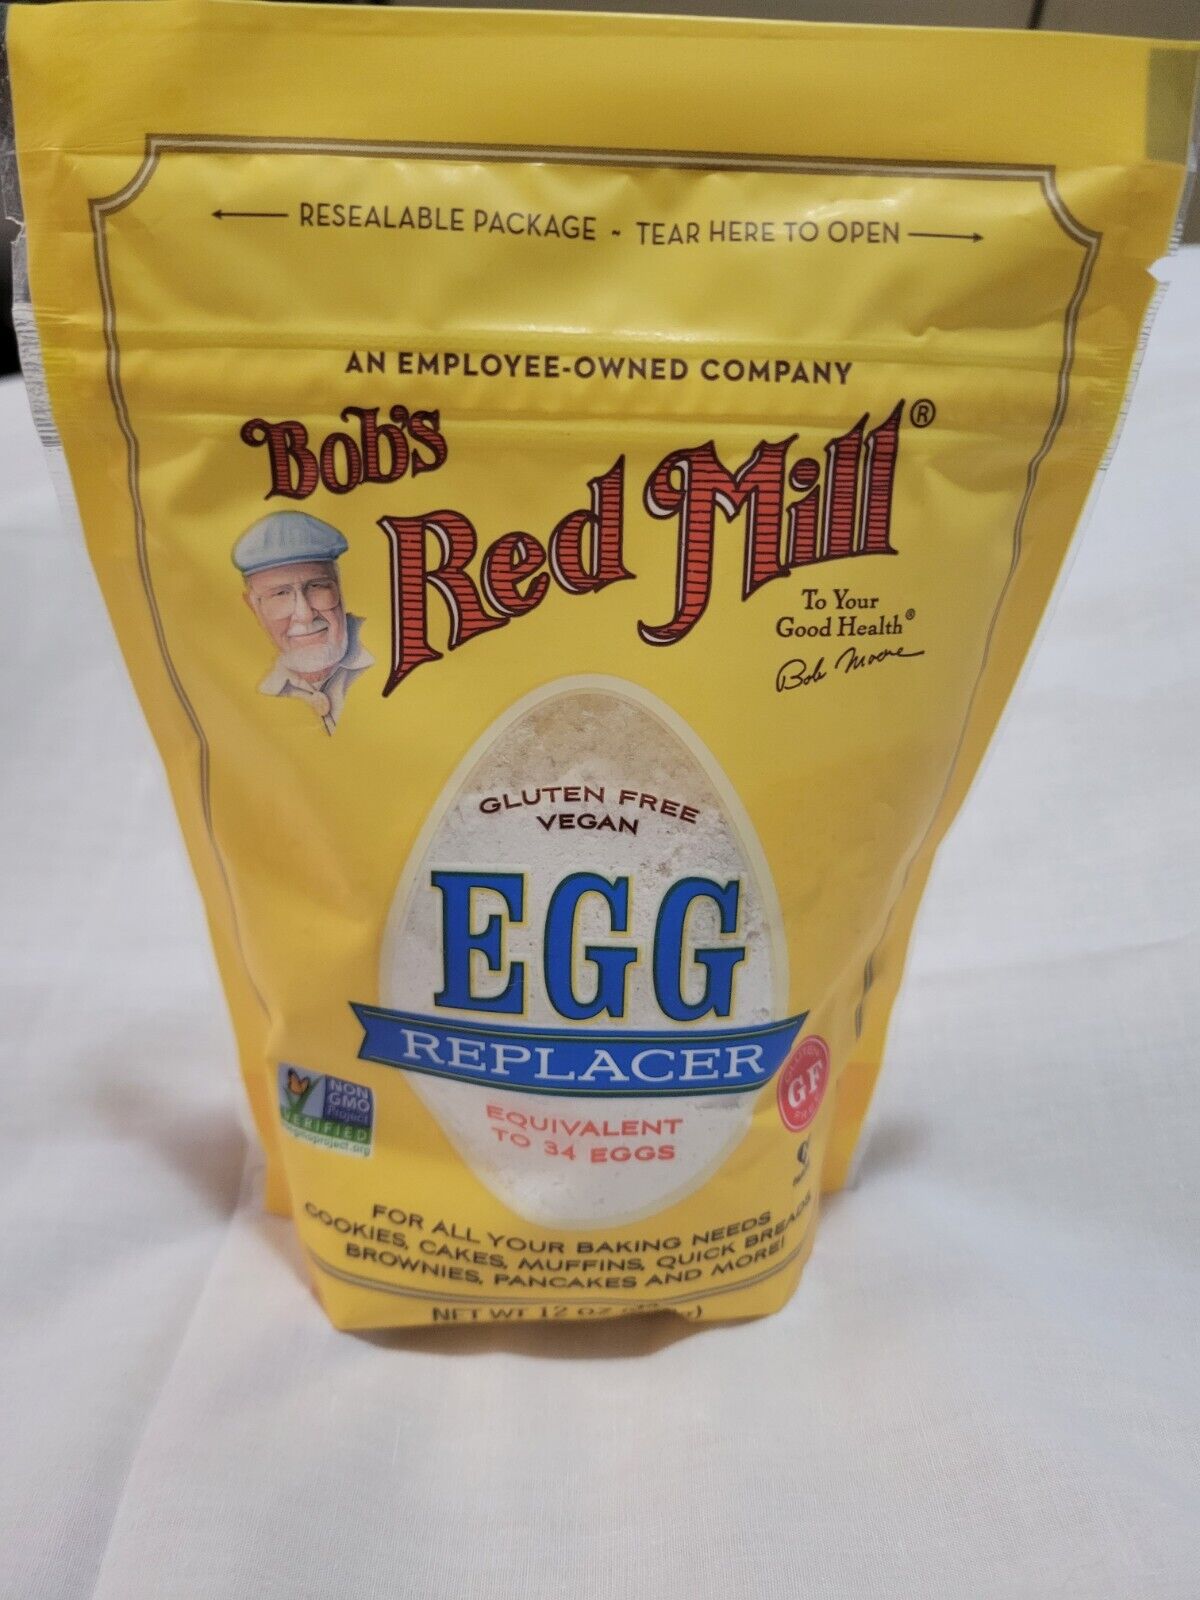 RESEALABLE PACKAGE ~ TEAR HERE TO OPEN
AN EMPLOYEE-OWNED COMPANY
Bob's
Red Mill®
To Your
Good Health®
Bob Moore
GLUTEN FREE
VEGAN
EGG
REPLACER
EQUIVALENT
TO 34 EGGS
NON
GMO
Project
VERIFIED
GLUTEN
GF
FREE
FOR ALL YOUR BAKING NEEDS
COOKIES, CAKES, MUFFINS, QUICK BREADS,
BROWNIES, PANCAKES AND MORE!
NET WT 12 OZ